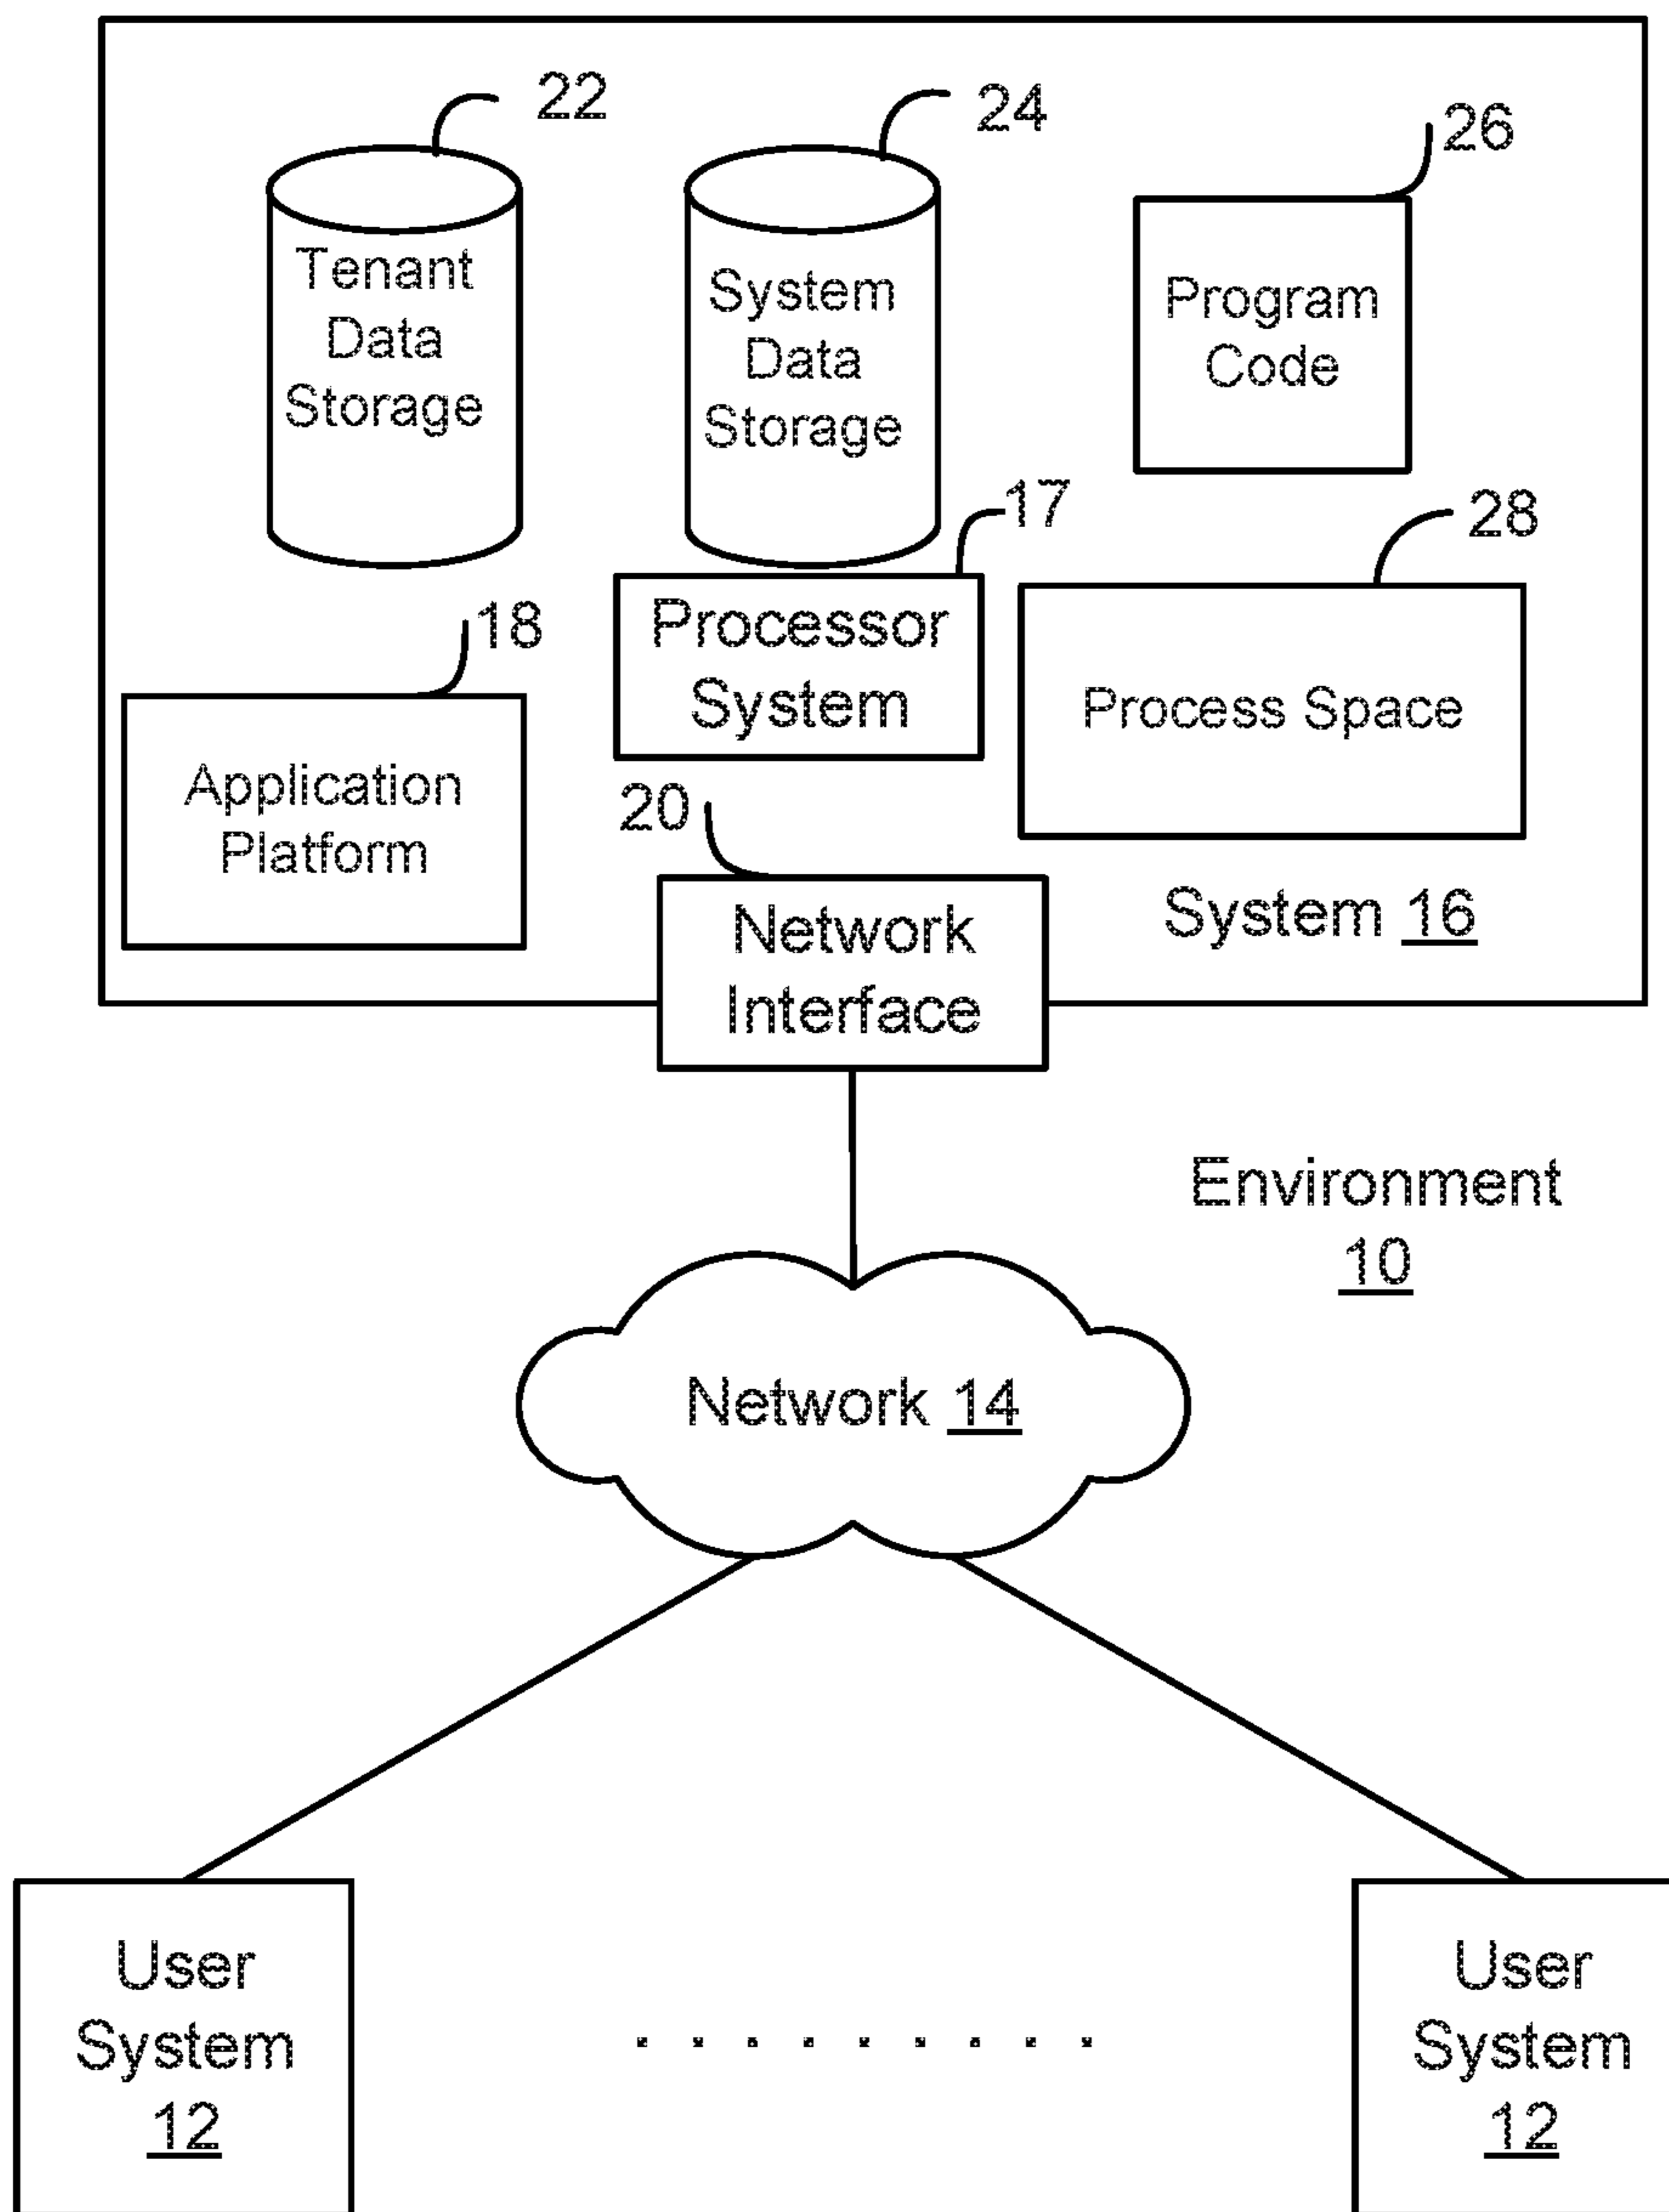 22
24
26
Tenant
Data
Storage
System
Data
Storage
Program
Code
17
28
18
Processor
System
Process Space
Application
Platform
20
Network
Interface
System 16
Environment
10
Network 14
User
System
12
. . . . . . . . .
User
System
12